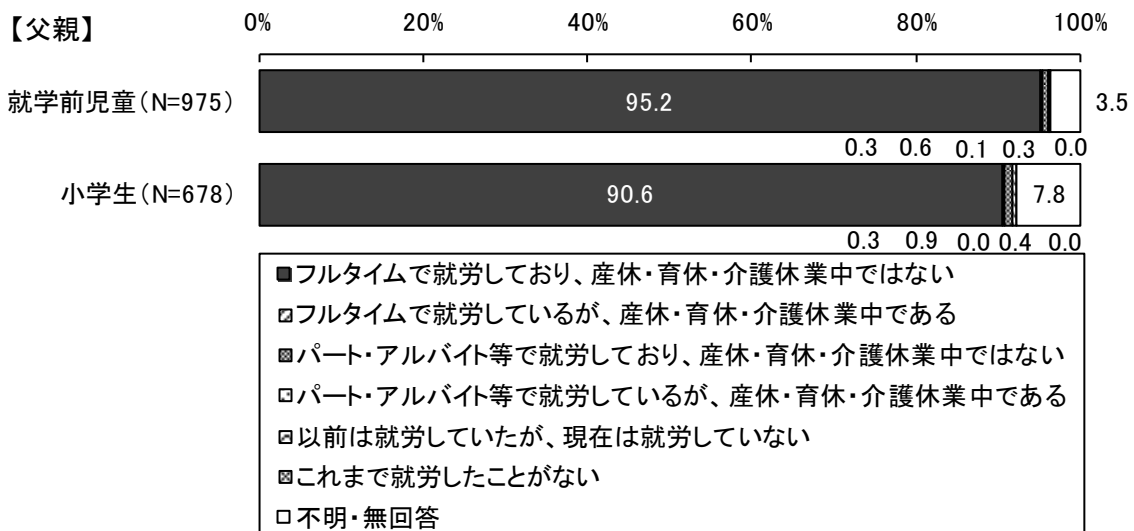 【父親】
0% 20% 40% 60% 80% 100%
就学前児童(N=975) 95.2 3.5
0.3 0.6 0.1 0.3 0.0
小学生(N=678) 90.6 7.8
0.3 0.9 0.0 0.4 0.0
フルタイムで就労しており、産休・育休・介護休業中ではない
フルタイムで就労しているが、産休・育休・介護休業中である
パート・アルバイト等で就労しており、産休・育休・介護休業中ではない
パート・アルバイト等で就労しているが、産休・育休・介護休業中である
以前は就労していたが、現在は就労していない
これまで就労したことがない
不明・無回答